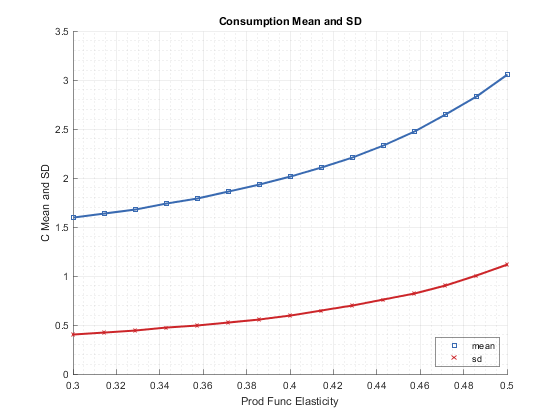 Consumption Mean and SD
3.5
3
2.5
2
1.5
1
0.5
0
C Mean and SD
0.3 0.32 0.34 0.36 0.38 0.4 0.42 0.44 0.46 0.48 0.5
Prod Func Elasticity
mean
sd